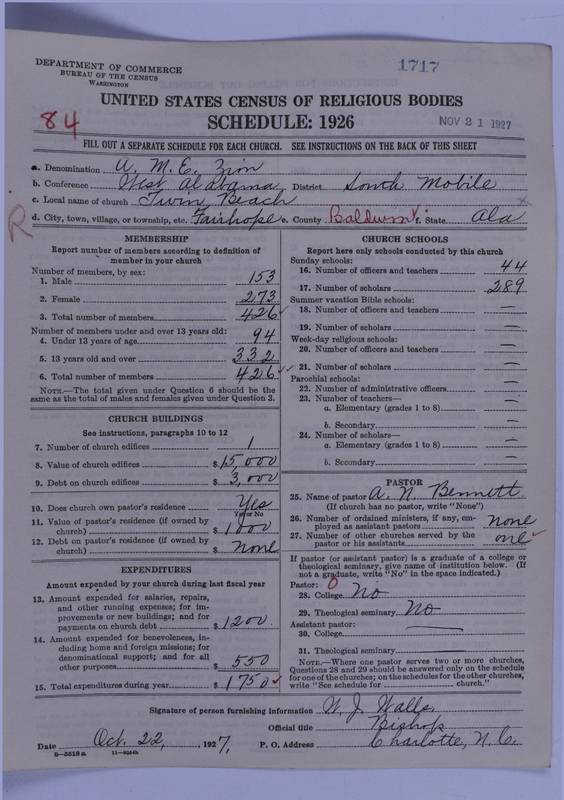 DEPARTMENT OF COMMERCE
BUREAU OF THE CENSUS
WASHINGTON
1717
UNITED STATES CENSUS OF RELIGIOUS BODIES
SCHEDULE: 1926
NOV 21 1927
84
FILL OUT A SEPARATE SCHEDULE FOR EACH CHURCH. SEE INSTRUCTIONS ON THE BACK OF THIS SHEET
a. Denomination A. M. E. Zion
b. Conference West Alabama District South Mobile
c. Local name of church Twin Beach
R
d. City, town, village, or township, etc. Fairhope e. County Baldwin f. State Ala
MEMBERSHIP
Report number of members according to definition of
member in your church
Number of members, by sex:
1. Male 153
2. Female 273
3. Total number of members 426
Number of members under and over 13 years old:
4. Under 13 years of age 94
5. 13 years old and over 332
6. Total number of members 426
NOTE.—The total given under Question 6 should be
same as the total of males and females given under Question 3.
CHURCH BUILDINGS
See instructions, paragraphs 10 to 12
7. Number of church edifices 1
8. Value of church edifices $ 15,000
9. Debt on church edifices $ 3,000
10. Does church own pastor's residence Yes
Yes or No
11. Value of pastor's residence (if owned by
church) $ 1000
12. Debt on pastor's residence (if owned by
church) $ None
EXPENDITURES
Amount expended by your church during last fiscal year
13. Amount expended for salaries, repairs,
and other running expenses; for im-
provements or new buildings; and for
payments on church debt $ 1200
14. Amount expended for benevolences, in-
cluding home and foreign missions; for
denominational support; and for all
other purposes $ 550
15. Total expenditures during year $ 1750
CHURCH SCHOOLS
Report here only schools conducted by this church
Sunday schools:
16. Number of officers and teachers 44
17. Number of scholars 289
Summer vacation Bible schools:
18. Number of officers and teachers —
19. Number of scholars —
Week-day religious schools:
20. Number of officers and teachers —
21. Number of scholars —
Parochial schools:
22. Number of administrative officers —
23. Number of teachers—
a. Elementary (grades 1 to 8) —
b. Secondary —
24. Number of scholars—
a. Elementary (grades 1 to 8) —
b. Secondary —
PASTOR
25. Name of pastor A. N. Bennett
(If church has no pastor, write "None")
26. Number of ordained ministers, if any, em-
ployed as assistant pastors none
27. Number of other churches served by the
pastor or his assistants one
If pastor (or assistant pastor) is a graduate of a college or
theological seminary, give name of institution below. (If
not a graduate, write "No" in the space indicated.)
Pastor: 0
28. College No
29. Theological seminary No
Assistant pastor:
30. College —
31. Theological seminary
NOTE.—Where one pastor serves two or more churches,
Questions 28 and 29 should be answered only on the schedule
for one of the churches; on the schedules for the other churches,
write "See schedule for church."
Signature of person furnishing information W. J. Walls
Official title Bishop
Date Oct. 22, 1927. P. O. Address Charlotte, N. C.
8—5518a 11—9164b